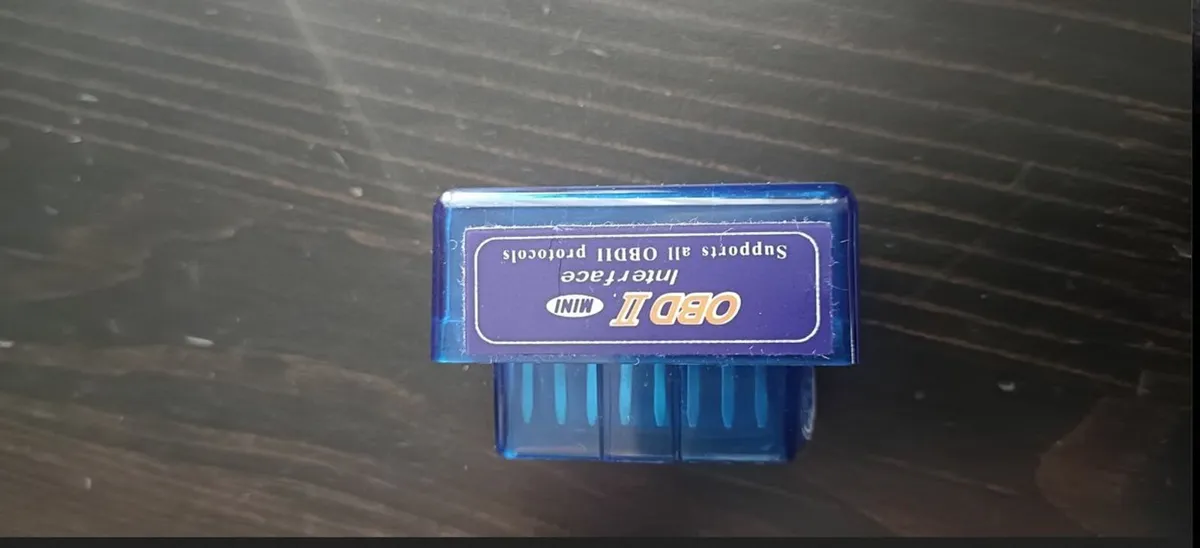 OBD II MINI
Interface
Supports all OBDII protocols